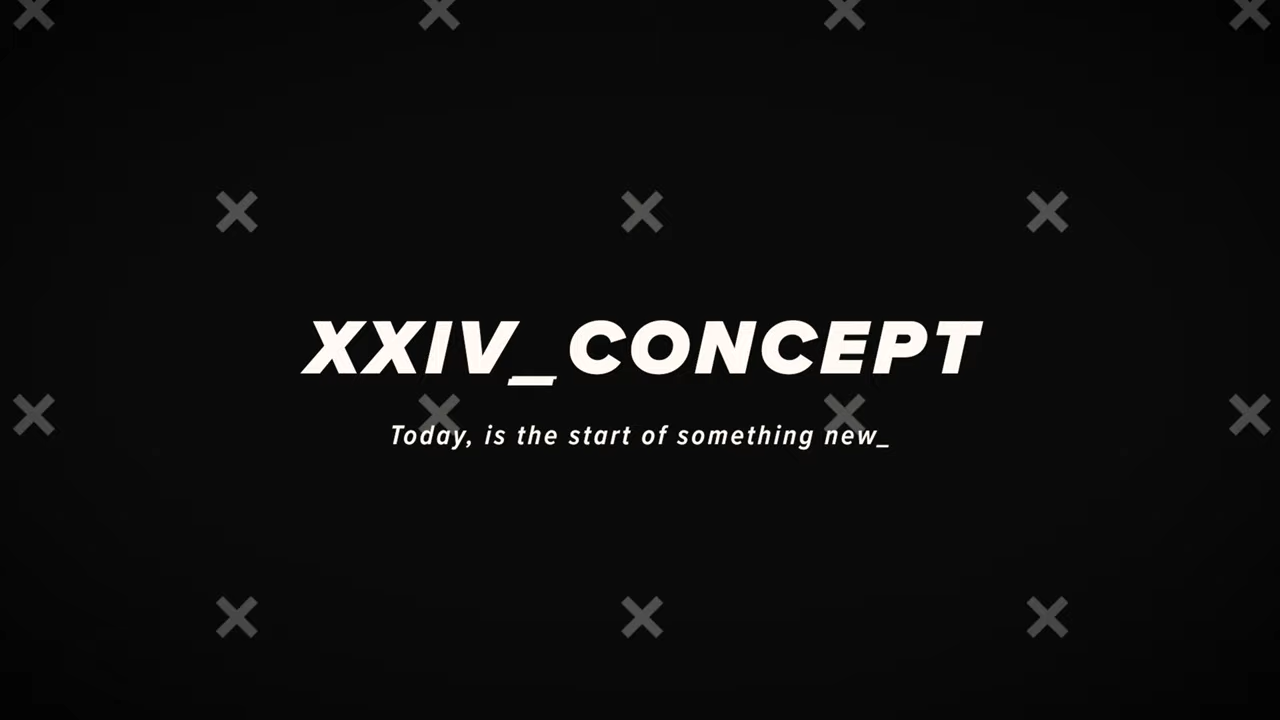 XXIV_CONCEPT
Today, is the start of something new_